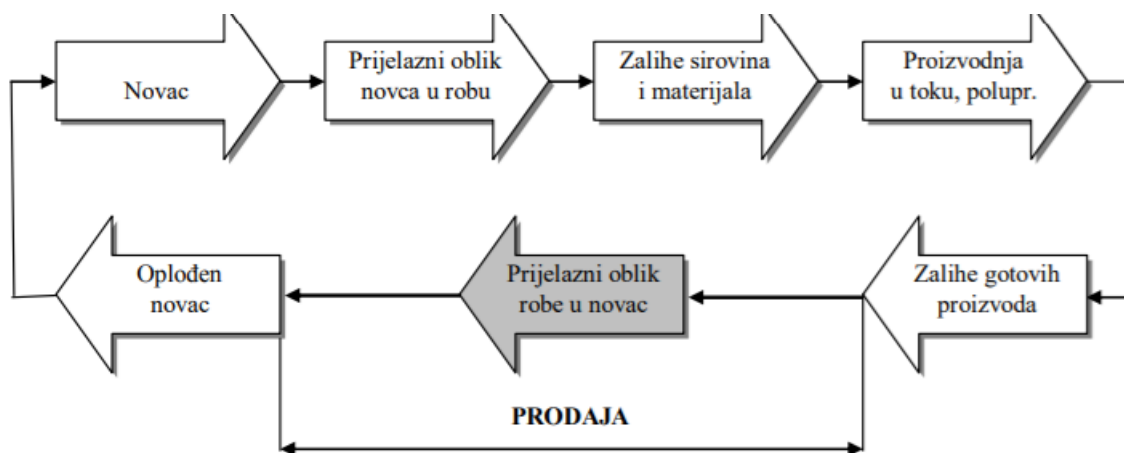 Novac
Prijelazni oblik
novca u robu
Zalihe sirovina
i materijala
Proizvodnja
u toku, polupr.
Oplođen
novac
Prijelazni oblik
robe u novac
Zalihe gotovih
proizvoda
PRODAJA